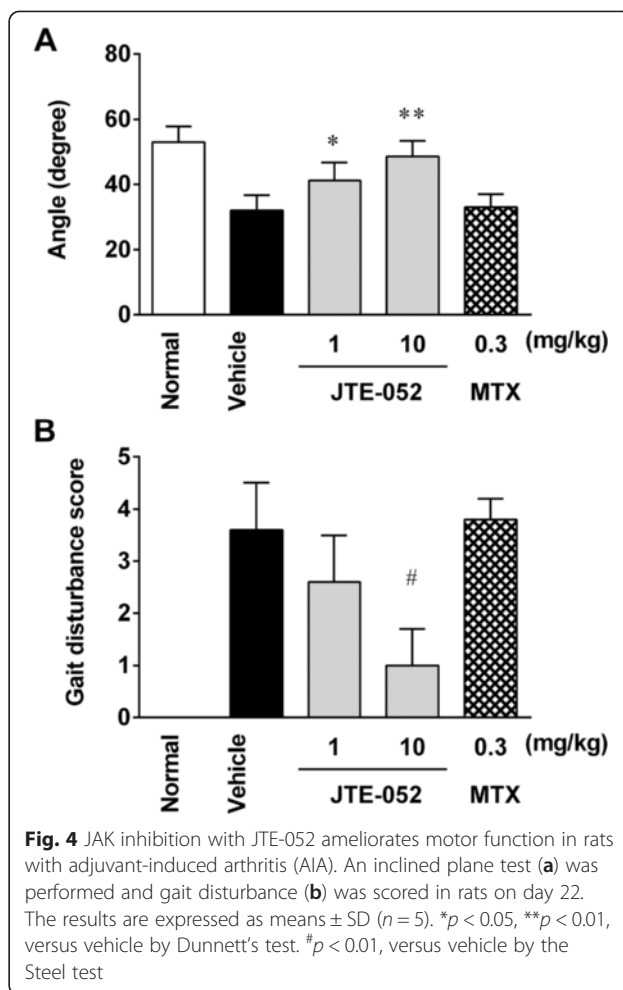 A
Angle (degree)
80
60
40
20
0
* **
Normal Vehicle 1 10 0.3 (mg/kg)
JTE-052 MTX
B
Gait disturbance score
5
4
3
2
1
0
#
Normal Vehicle 1 10 0.3 (mg/kg)
JTE-052 MTX
Fig. 4 JAK inhibition with JTE-052 ameliorates motor function in rats
with adjuvant-induced arthritis (AIA). An inclined plane test (a) was
performed and gait disturbance (b) was scored in rats on day 22.
The results are expressed as means ± SD (n = 5). *p < 0.05, **p < 0.01,
versus vehicle by Dunnett's test. #p < 0.01, versus vehicle by the
Steel test